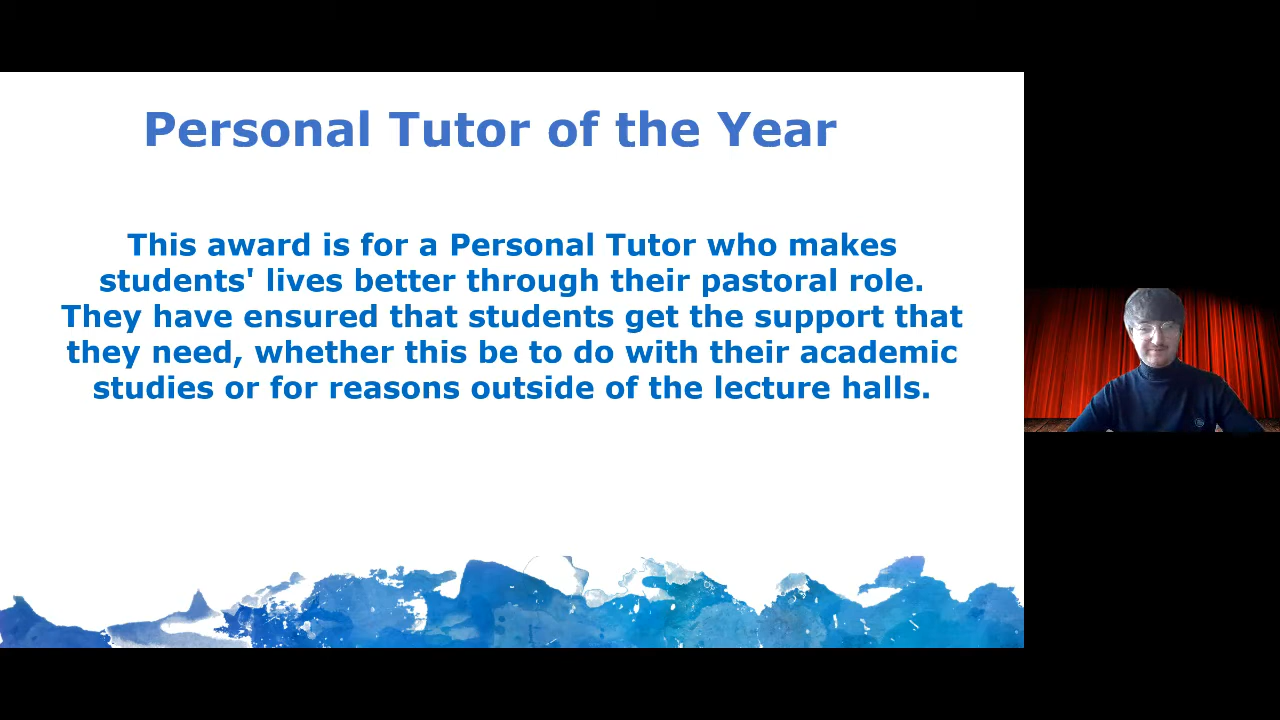 Personal Tutor of the Year
This award is for a Personal Tutor who makes
students' lives better through their pastoral role.
They have ensured that students get the support that
they need, whether this be to do with their academic
studies or for reasons outside of the lecture halls.